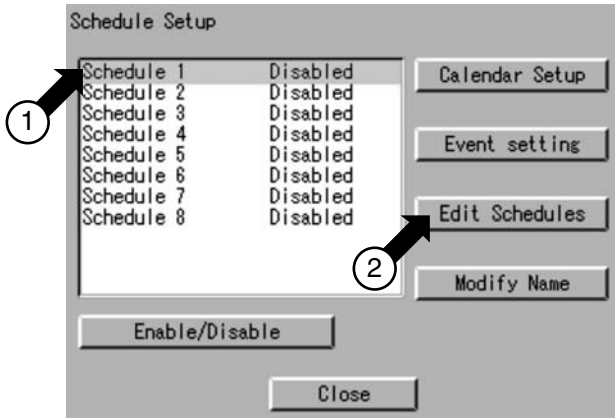 Schedule Setup
Schedule 1 Disabled
Schedule 2 Disabled
Schedule 3 Disabled
Schedule 4 Disabled
Schedule 5 Disabled
Schedule 6 Disabled
Schedule 7 Disabled
Schedule 8 Disabled
1
Calendar Setup
Event setting
Edit Schedules
2
Modify Name
Enable/Disable
Close